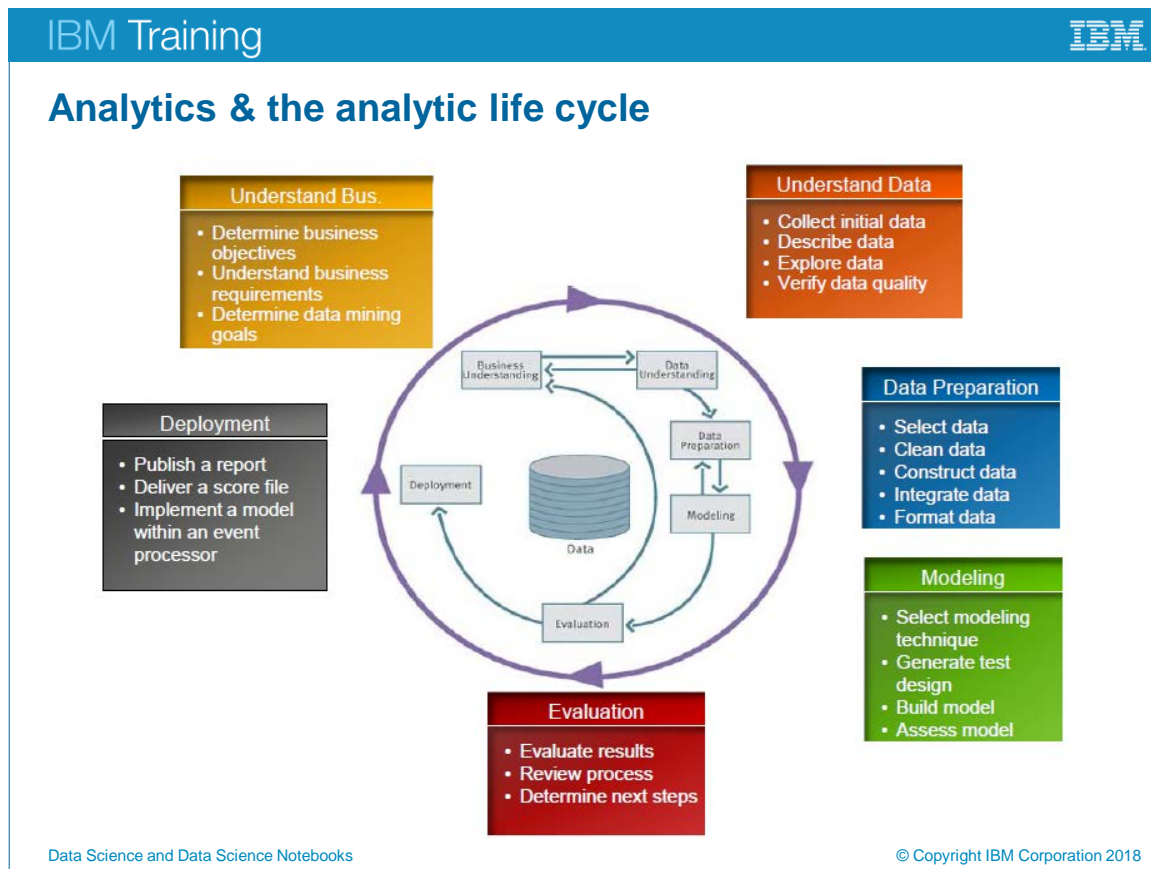 IBM Training
IBM
Analytics & the analytic life cycle
Understand Bus.
• Determine business
objectives
• Understand business
requirements
• Determine data mining
goals
Understand Data
• Collect initial data
• Describe data
• Explore data
• Verify data quality
Data Preparation
• Select data
• Clean data
• Construct data
• Integrate data
• Format data
Modeling
• Select modeling
technique
• Generate test
design
• Build model
• Assess model
Evaluation
• Evaluate results
• Review process
• Determine next steps
Deployment
• Publish a report
• Deliver a score file
• Implement a model
within an event
processor
Business
Understanding
Data
Understanding
Data
Preparation
Modeling
Evaluation
Deployment
Data
Data Science and Data Science Notebooks
© Copyright IBM Corporation 2018